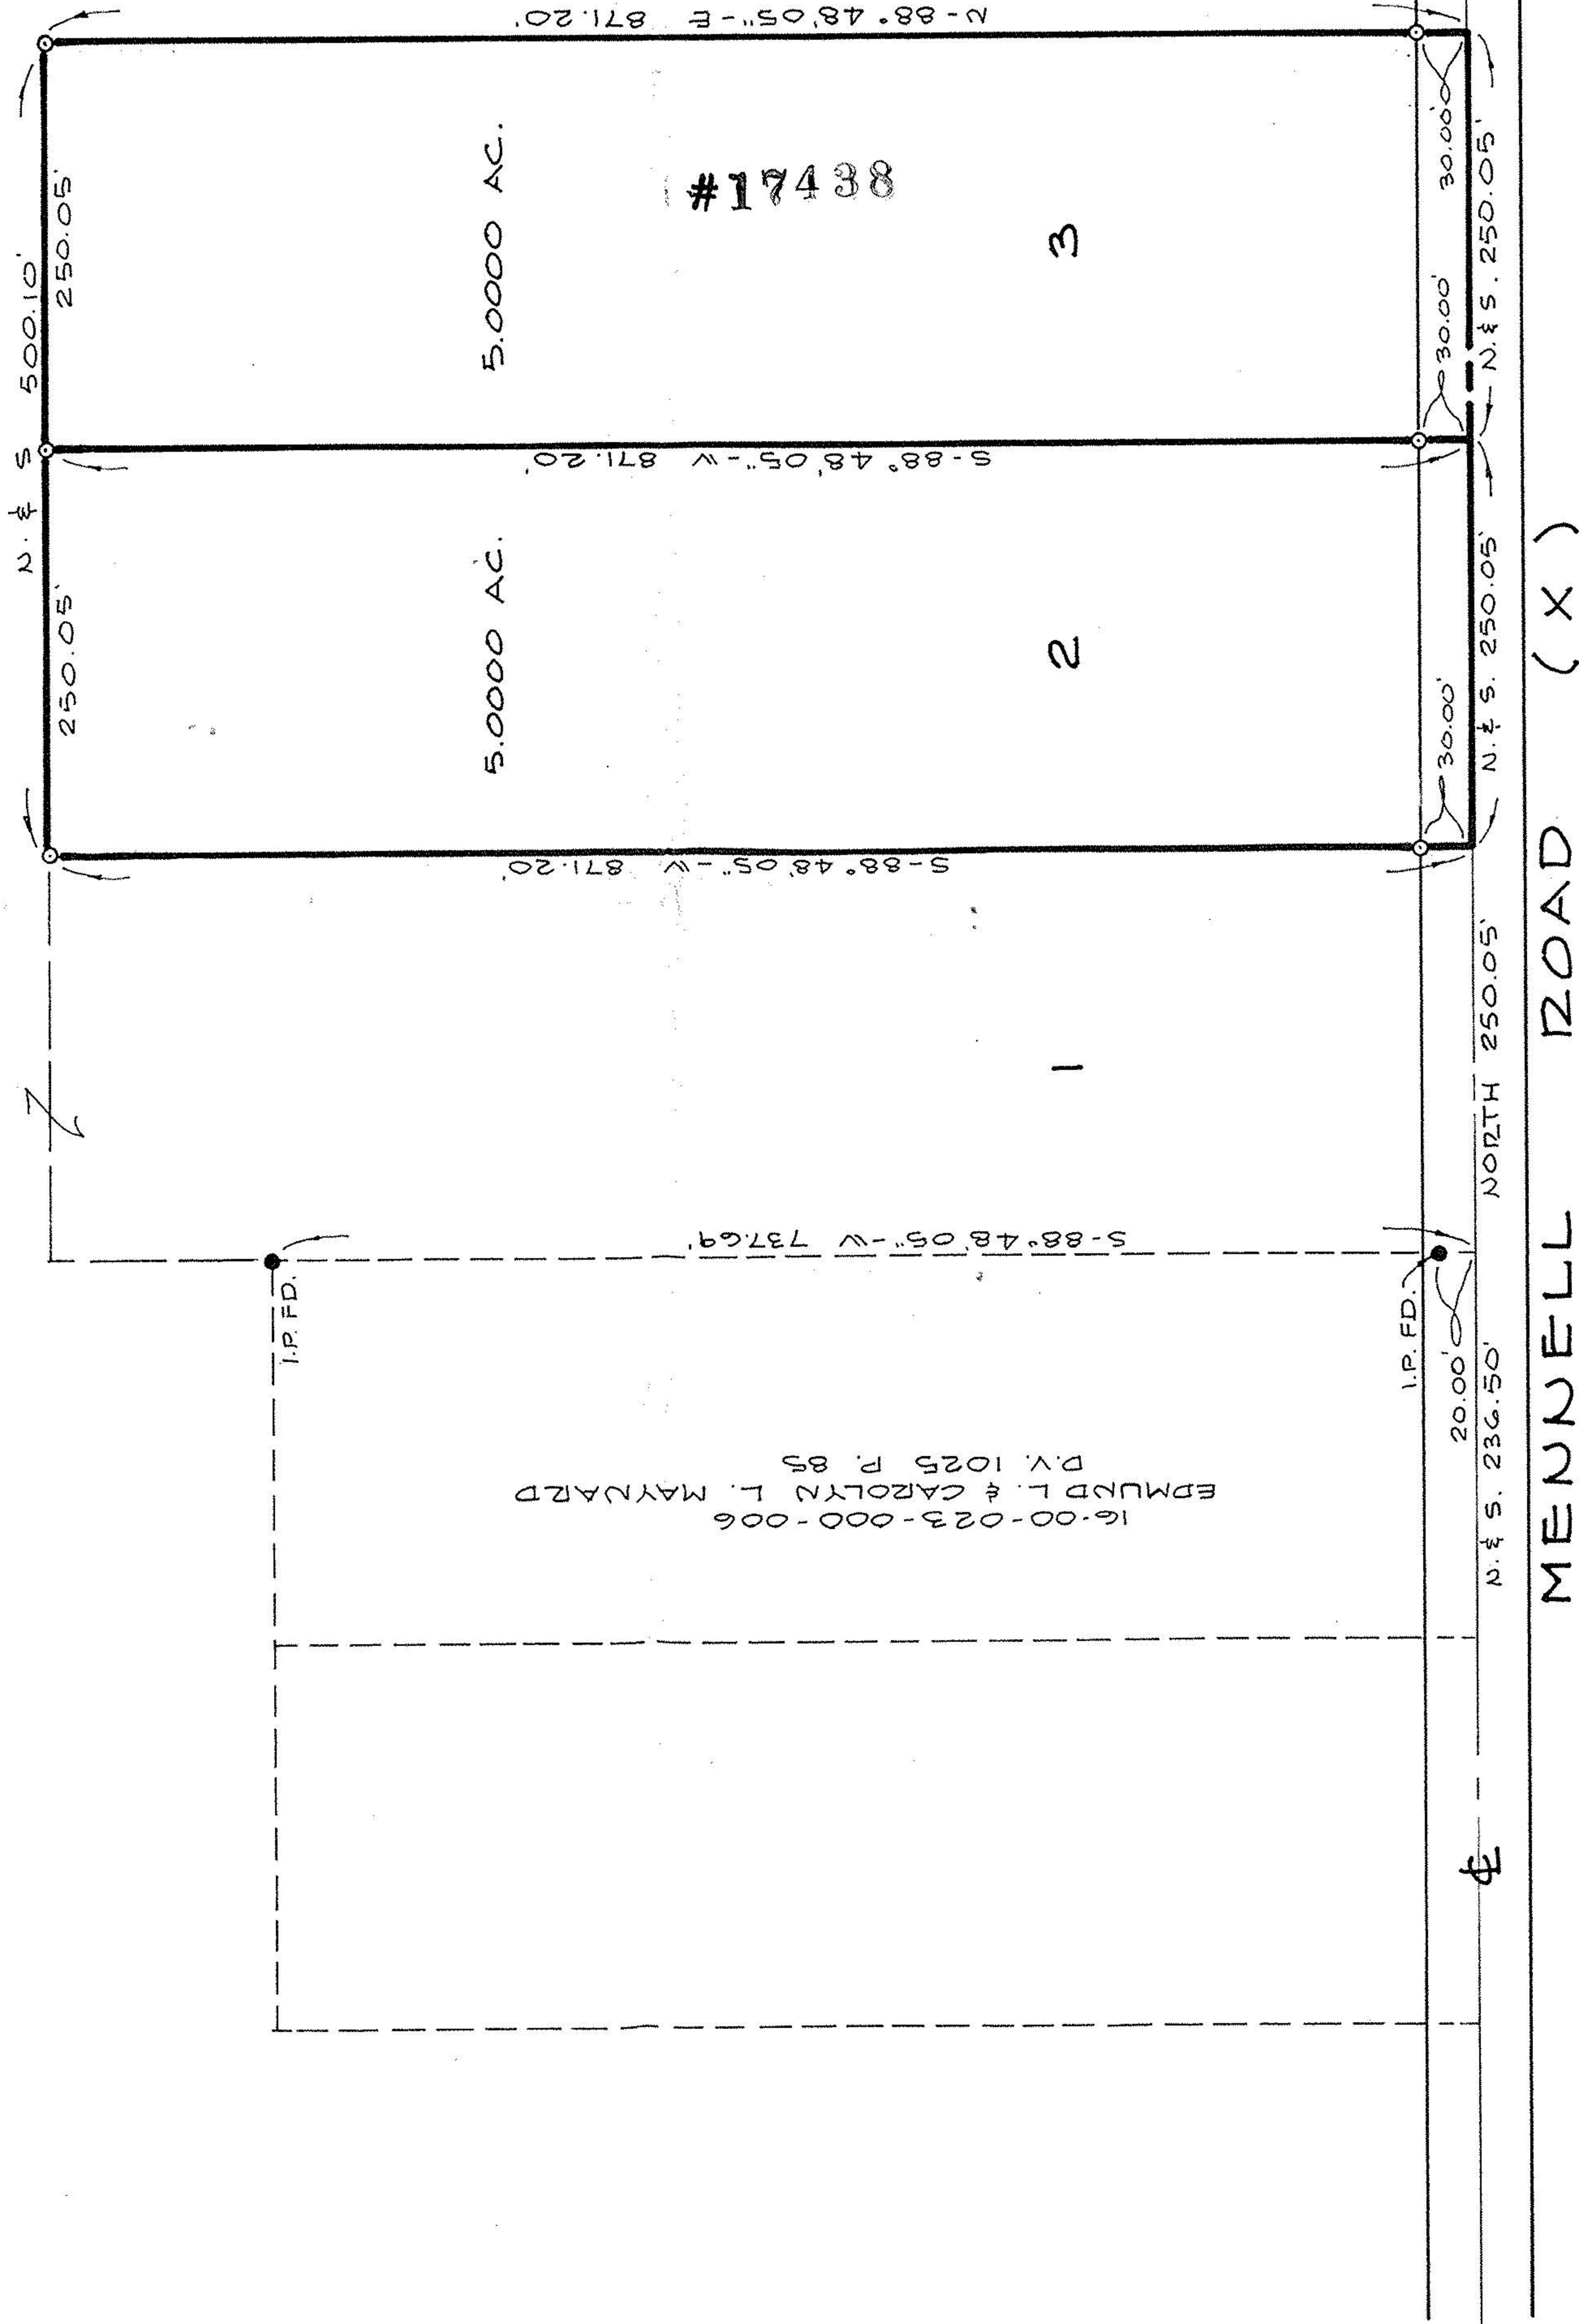 N-88° 48' 05"-E 871.20'
N. & S 500.10'
250.05'
250.05'
5.0000 AC.
#17438
3
30.00'
30.00'
N. & S. 250.05'
S-88° 48' 05"-W 871.20'
5.0000 AC.
2
30.00'
N. & S. 250.05'
S-88° 48' 05"-W 871.20'
1
NORTH 250.05'
S-88° 48' 05"-W 737.69'
I.P. FD.
I.P. FD.
20.00'
16-00-023-000-006
EDMUND L. & CAROLYN L. MAYNARD
D.V. 1025 P. 85
N. & S. 236.50'
℄
MENNELL ROAD ( X )